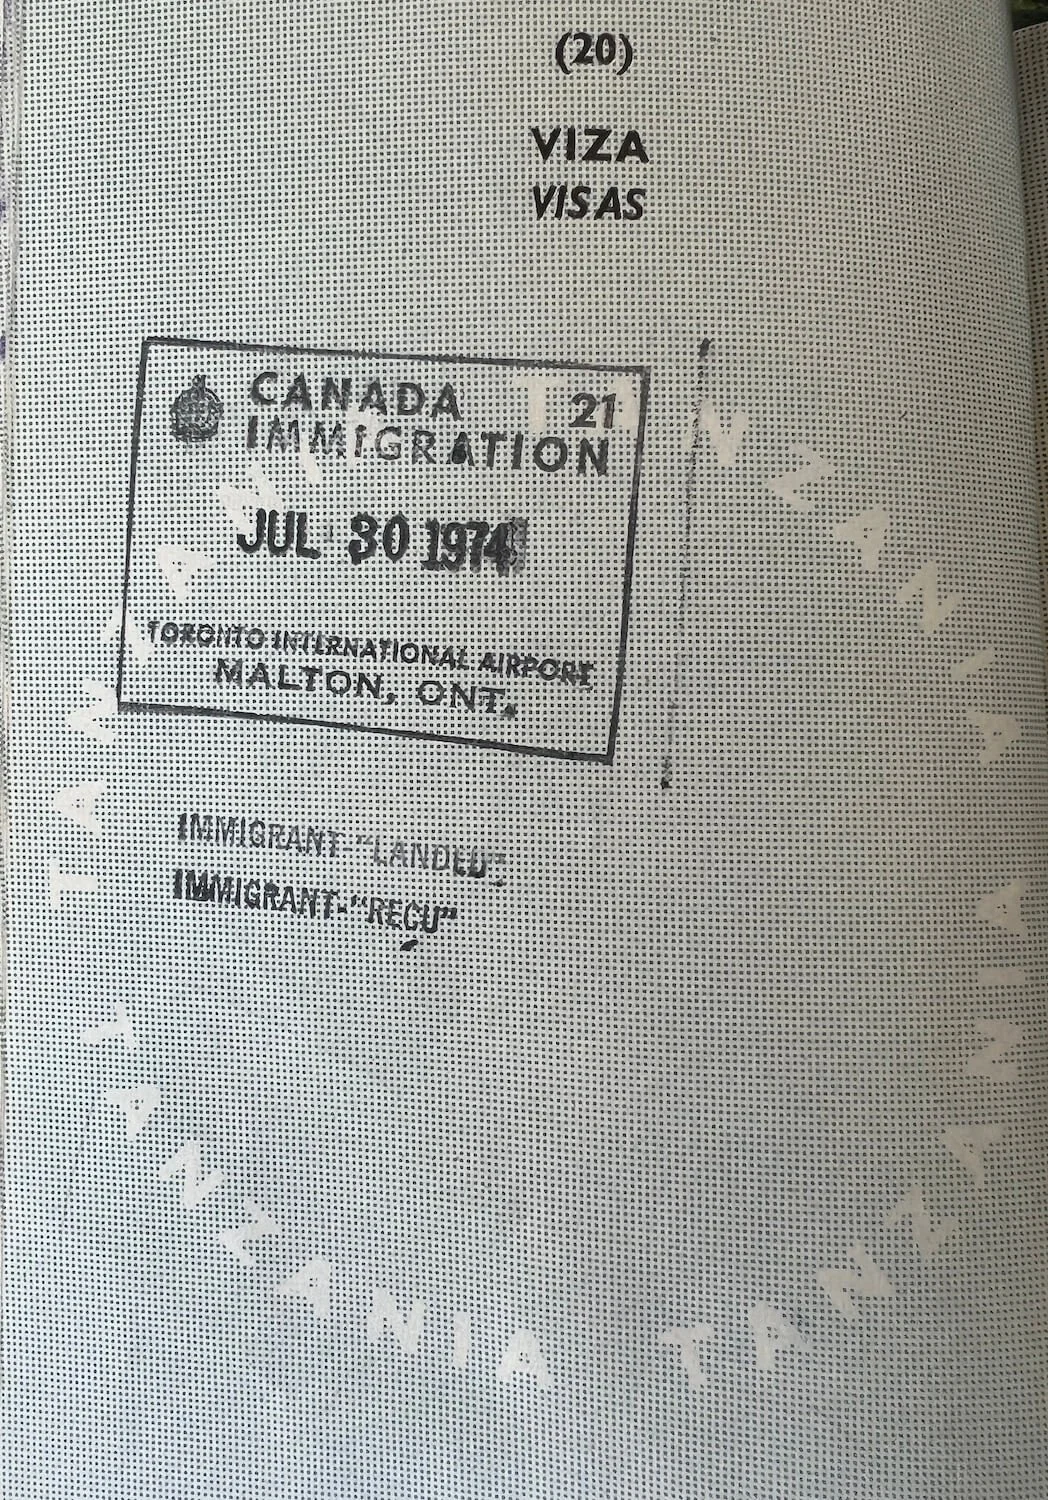 (20)
VIZA
VISAS
CANADA 21
IMMIGRATION
JUL 30 1974
TORONTO INTERNATIONAL AIRPORT
MALTON, ONT.
IMMIGRANT-"LANDED"
IMMIGRANT-"REÇU"
TANZANIA TANZANIA TANZANIA TANZANIA